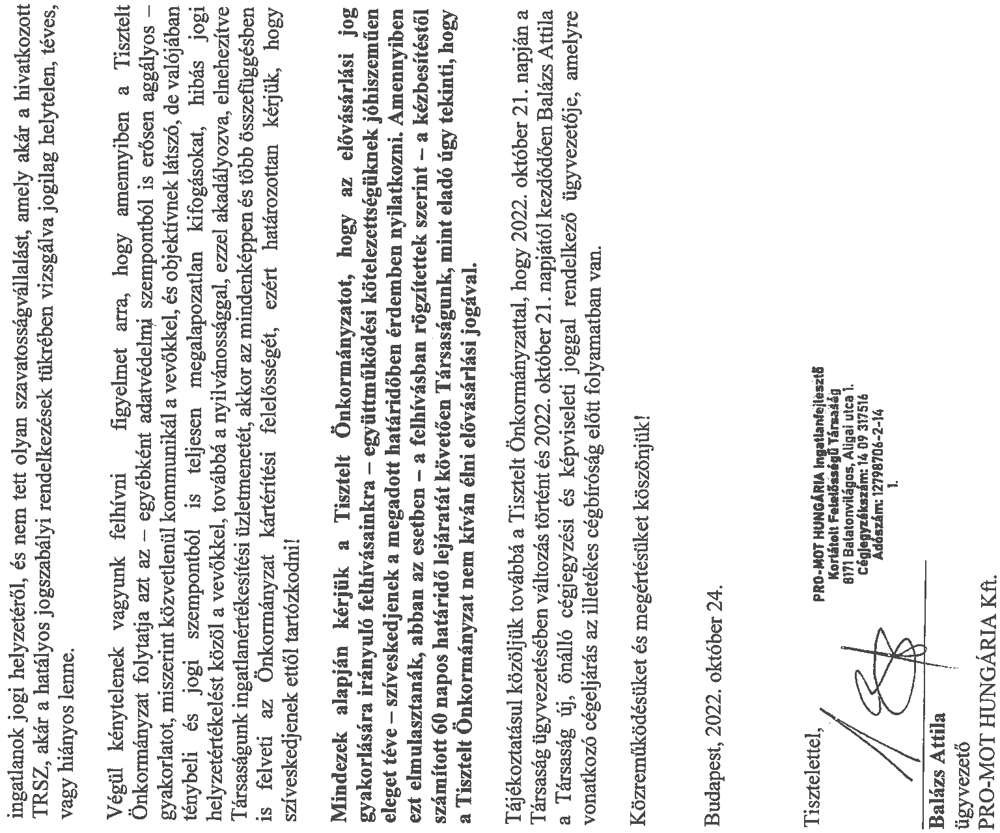 ingatlanok jogi helyzetéről, és nem tett olyan szavatosságvállalást, amely akár a hivatkozott
TRSZ, akár a hatályos jogszabályi rendelkezések tükrében vizsgálva jogilag helytelen, téves,
vagy hiányos lenne.
Végül kénytelenek vagyunk felhívni figyelmet arra, hogy amennyiben a Tisztelt
Önkormányzat folytatja azt az – egyébként adatvédelmi szempontból is erősen aggályos –
gyakorlatot, miszerint közvetlenül kommunikál a vevőkkel, és objektívnek látszó, de valójában
ténybeli és jogi szempontból is teljesen megalapozatlan kifogásokat, hibás jogi
helyzetértékelést közöl a vevőkkel, továbbá a nyilvánossággal, ezzel akadályozva, elnehezítve
Társaságunk ingatlanértékesítési üzletmenetét, akkor az mindenképpen és több összefüggésben
is felveti az Önkormányzat kártérítési felelősségét, ezért határozottan kérjük, hogy
szíveskedjenek ettől tartózkodni!
Mindezek alapján kérjük a Tisztelt Önkormányzatot, hogy az elővásárlási jog
gyakorlására irányuló felhívásainkra – együttműködési kötelezettségüknek jóhiszeműen
eleget téve – szíveskedjenek a megadott határidőben érdemben nyilatkozni. Amennyiben
ezt elmulasztanák, abban az esetben – a felhívásban rögzítettek szerint – a kézbesítéstől
számított 60 napos határidő lejáratát követően Társaságunk, mint eladó úgy tekinti, hogy
a Tisztelt Önkormányzat nem kíván élni elővásárlási jogával.
Tájékoztatásul közöljük továbbá a Tisztelt Önkormányzattal, hogy 2022. október 21. napján a
Társaság ügyvezetésében változás történt és 2022. október 21. napjától kezdődően Balázs Attila
a Társaság új, önálló cégjegyzési és képviseleti joggal rendelkező ügyvezetője, amelyre
vonatkozó cégeljárás az illetékes cégbíróság előtt folyamatban van.
Közreműködésüket és megértésüket köszönjük!
Budapest, 2022. október 24.
Tisztelettel,
PRO-MOT HUNGÁRIA Ingatlanfejlesztő
Korlátolt Felelősségű Társaság
8171 Balatonvilágos, Aligai utca 1.
Cégjegyzékszám: 14 09 317516
Adószám: 12798706-2-14
1.
Balázs Attila
ügyvezető
PRO-MOT HUNGÁRIA Kft.